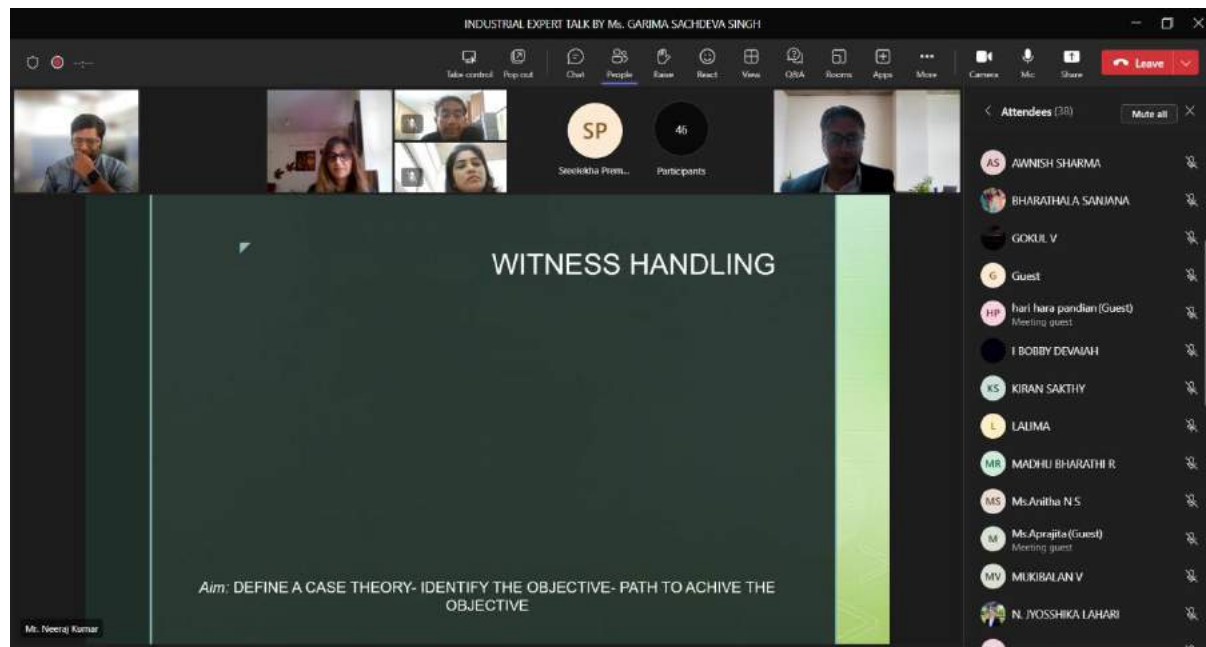 INDUSTRIAL EXPERT TALK BY Ms. GARIMA SACHDEVA SINGH
Take control
Pop out
Chat
People
Raise
React
View
Q&A
Rooms
Apps
More
Camera
Mic
Share
Leave
SP
Sreelekha Prem...
46
Participants
Attendees (38)
Mute all
AS AWNISH SHARMA
BHARATHALA SANJANA
GOKUL V
G Guest
HP hari hara pandian (Guest)
Meeting guest
I BOBBY DEVAIAH
KS KIRAN SAKTHY
L LALIMA
MR MADHU BHARATHI R
MS Ms.Anitha N S
M Ms.Aprajita (Guest)
Meeting guest
MV MUKIBALAN V
N. JYOSSHIKA LAHARI
WITNESS HANDLING
Aim: DEFINE A CASE THEORY- IDENTIFY THE OBJECTIVE- PATH TO ACHIVE THE
OBJECTIVE
Mr. Neeraj Kumar